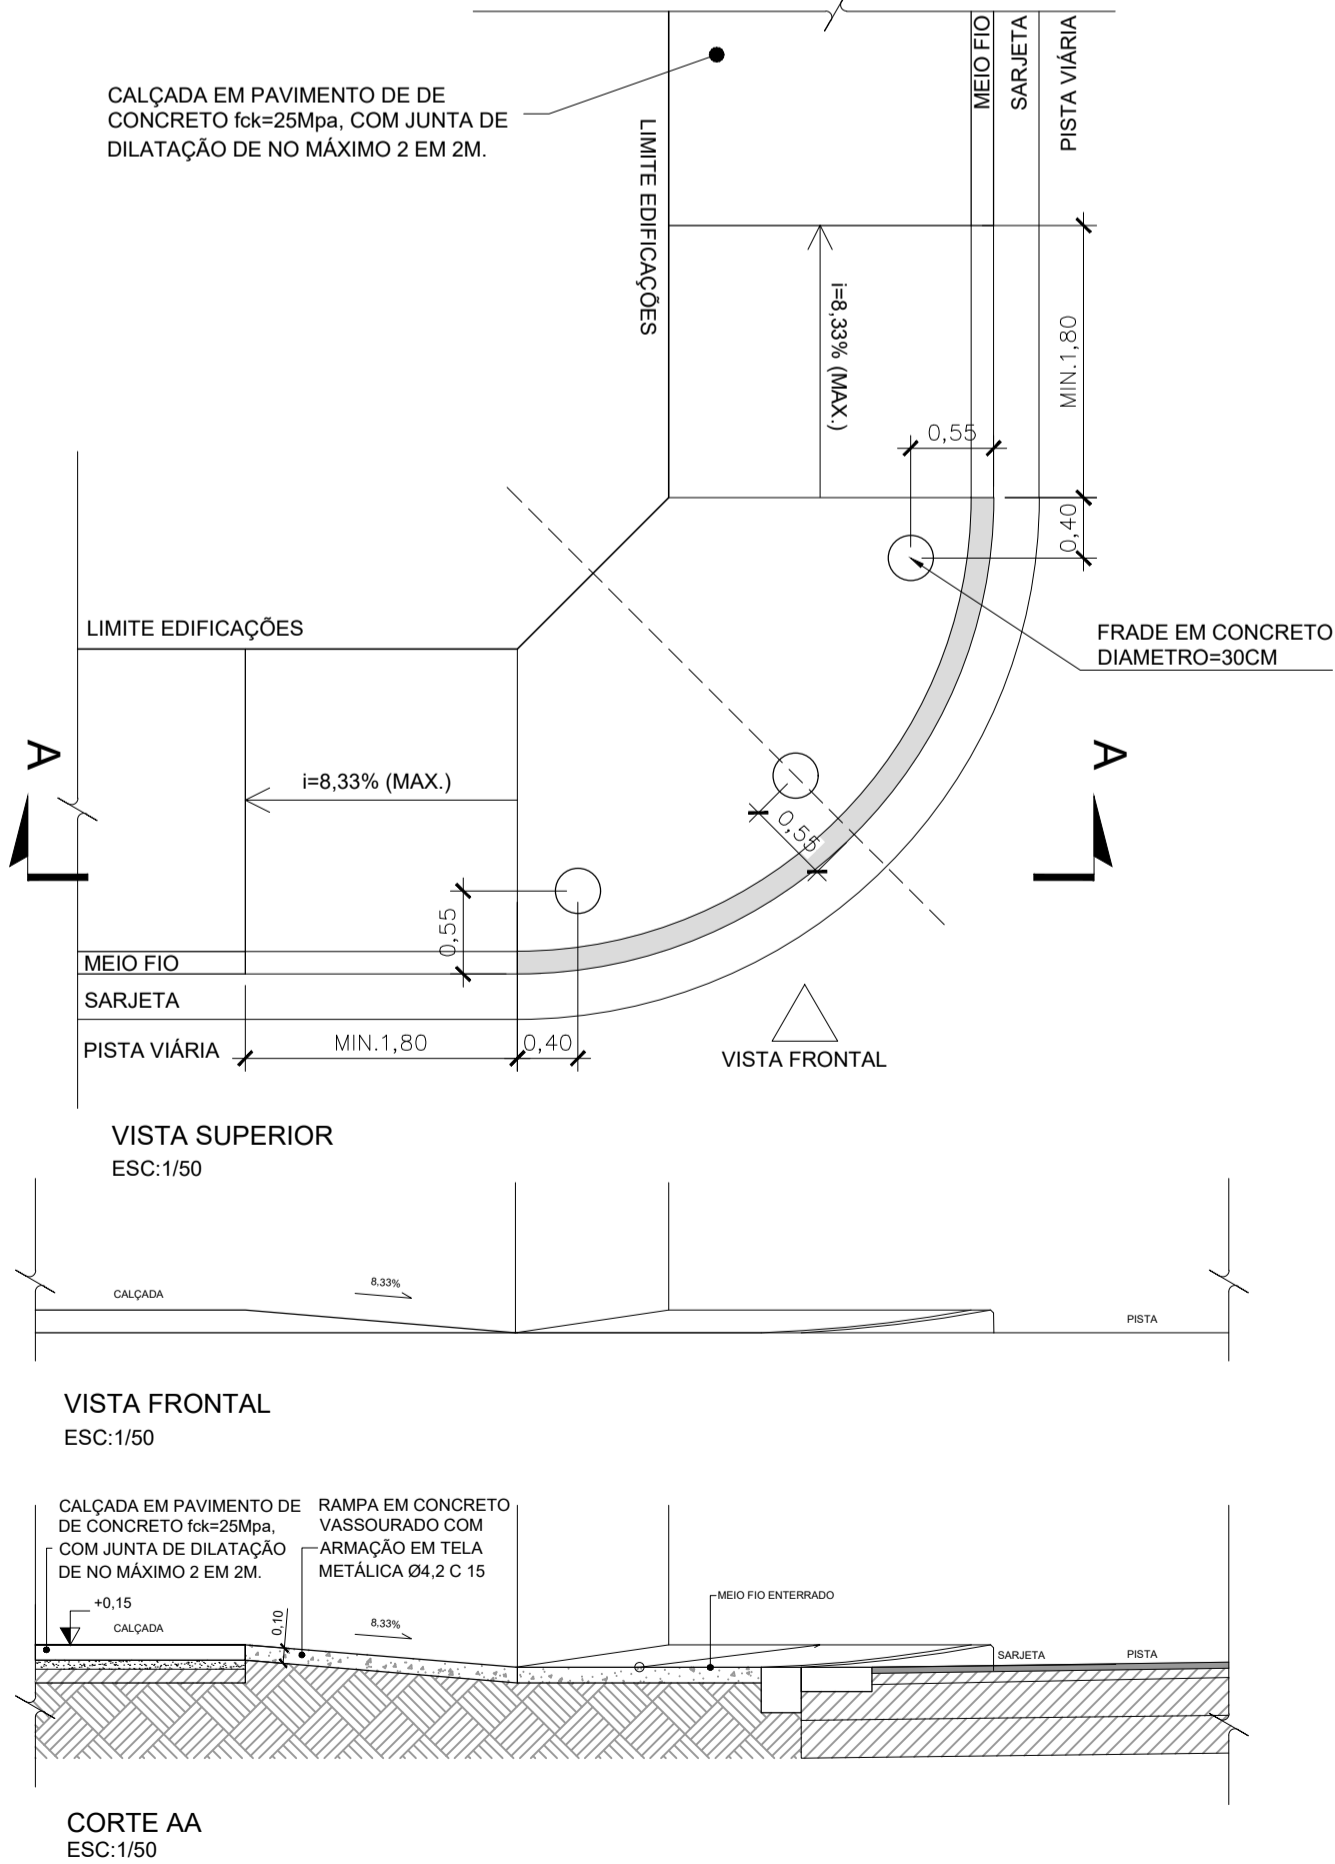 CALÇADA EM PAVIMENTO DE DE
CONCRETO fck=25Mpa, COM JUNTA DE
DILATAÇÃO DE NO MÁXIMO 2 EM 2M.
LIMITE EDIFICAÇÕES
MEIO FIO
SARJETA
PISTA VIÁRIA
i=8,33% (MAX.)
MIN.1,80
0,55
0,40
FRADE EM CONCRETO
DIAMETRO=30CM
LIMITE EDIFICAÇÕES
A
A
i=8,33% (MAX.)
0,55
0,55
MEIO FIO
SARJETA
PISTA VIÁRIA
MIN.1,80
0,40
VISTA FRONTAL
VISTA SUPERIOR
ESC:1/50
CALÇADA
8,33%
PISTA
VISTA FRONTAL
ESC:1/50
CALÇADA EM PAVIMENTO DE
DE CONCRETO fck=25Mpa,
COM JUNTA DE DILATAÇÃO
DE NO MÁXIMO 2 EM 2M.
RAMPA EM CONCRETO
VASSOURADO COM
ARMAÇÃO EM TELA
METÁLICA Ø4,2 C 15
+0,15
CALÇADA
0,10
8,33%
MEIO FIO ENTERRADO
SARJETA
PISTA
CORTE AA
ESC:1/50